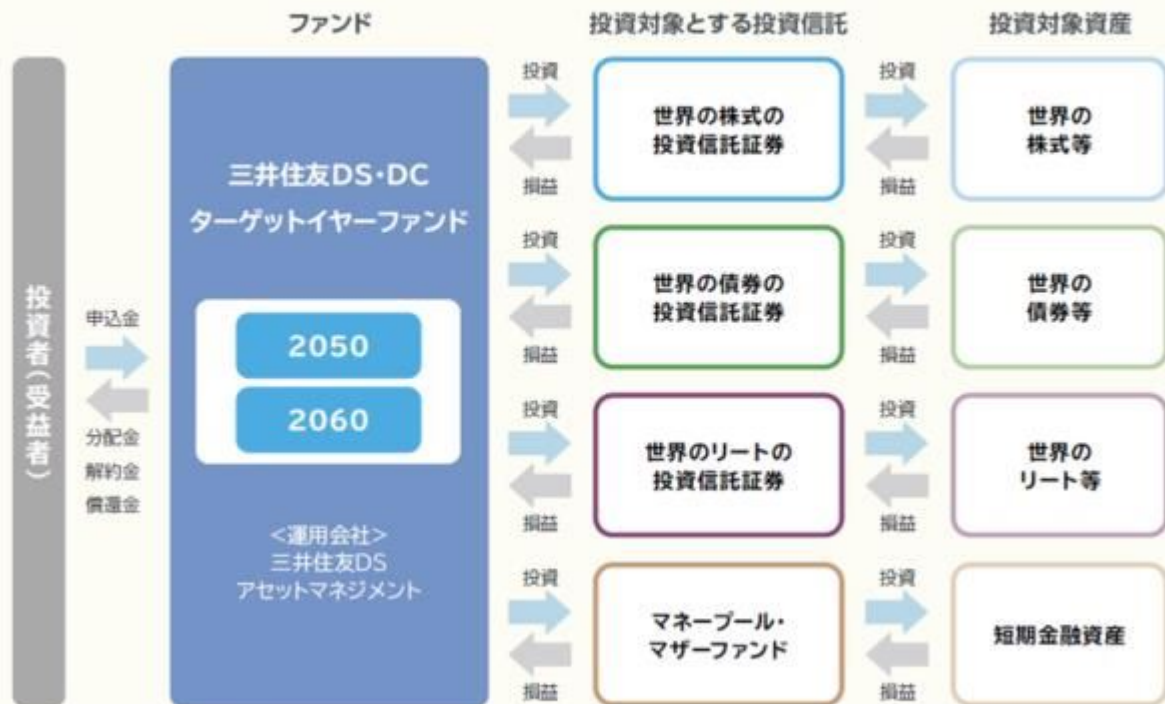 ファンド
投資対象とする投資信託
投資対象資産
投資者(受益者)
申込金
分配金
解約金
償還金
三井住友DS・DC
ターゲットイヤーファンド
2050
2060
<運用会社>
三井住友DS
アセットマネジメント
投資
損益
世界の株式の
投資信託証券
投資
損益
世界の
株式等
投資
損益
世界の債券の
投資信託証券
投資
損益
世界の
債券等
投資
損益
世界のリートの
投資信託証券
投資
損益
世界の
リート等
投資
損益
マネープール・
マザーファンド
投資
損益
短期金融資産